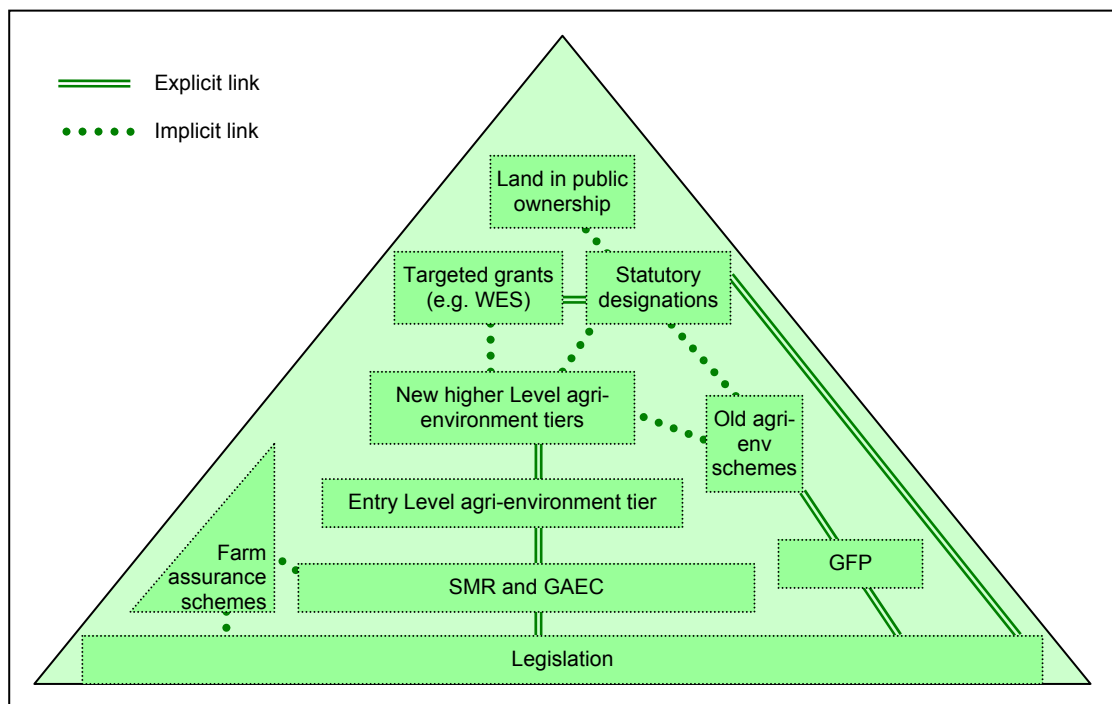 Explicit link
Implicit link
Land in public
ownership
Targeted grants
(e.g. WES)
Statutory
designations
New higher Level agri-
environment tiers
Old agri-
env
schemes
Entry Level agri-environment tier
Farm
assurance
schemes
GFP
SMR and GAEC
Legislation